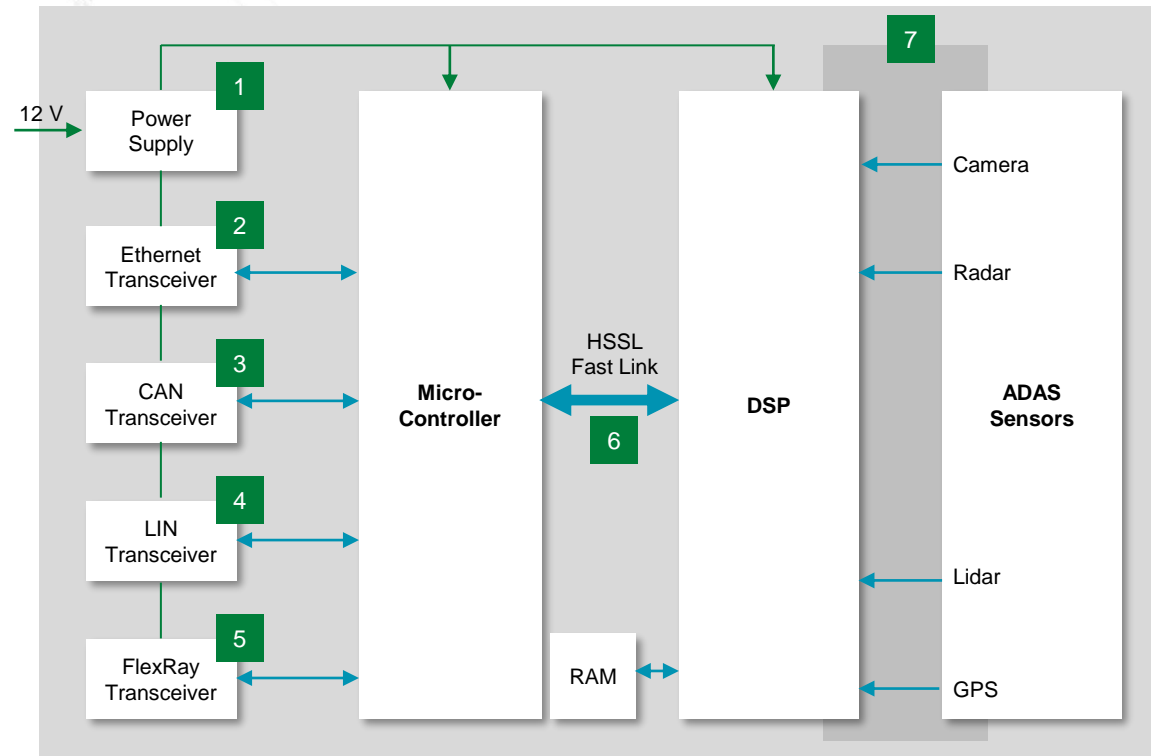 7
1
12 V
Power
Supply
Camera
2
Ethernet
Transceiver
Radar
HSSL
Fast Link
3
CAN
Transceiver
Micro-
Controller
6
DSP
ADAS
Sensors
4
LIN
Transceiver
Lidar
5
FlexRay
Transceiver
RAM
GPS